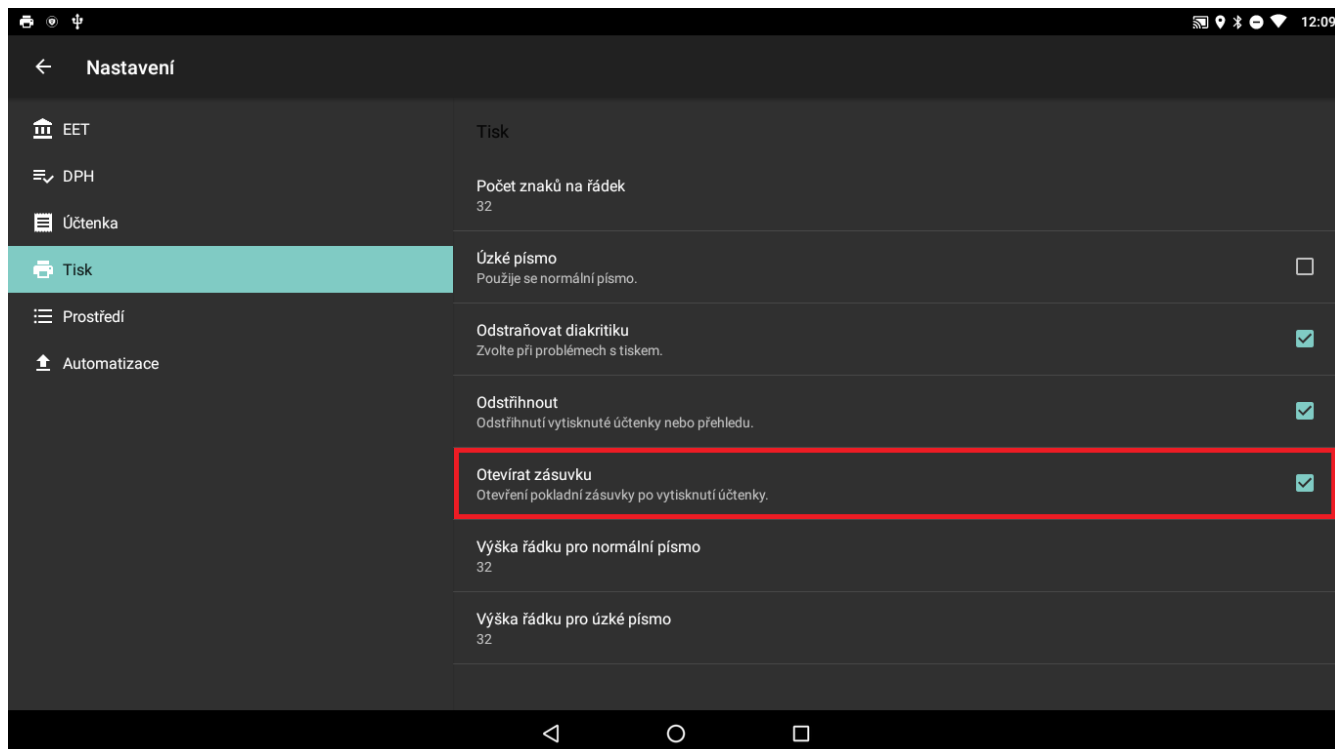 12:09
Nastavení
EET
DPH
Účtenka
Tisk
Prostředí
Automatizace
Tisk
Počet znaků na řádek
32
Úzké písmo
Použije se normální písmo.
Odstraňovat diakritiku
Zvolte při problémech s tiskem.
Odstřihnout
Odstřihnutí vytisknuté účtenky nebo přehledu.
Otevírat zásuvku
Otevření pokladní zásuvky po vytisknutí účtenky.
Výška řádku pro normální písmo
32
Výška řádku pro úzké písmo
32